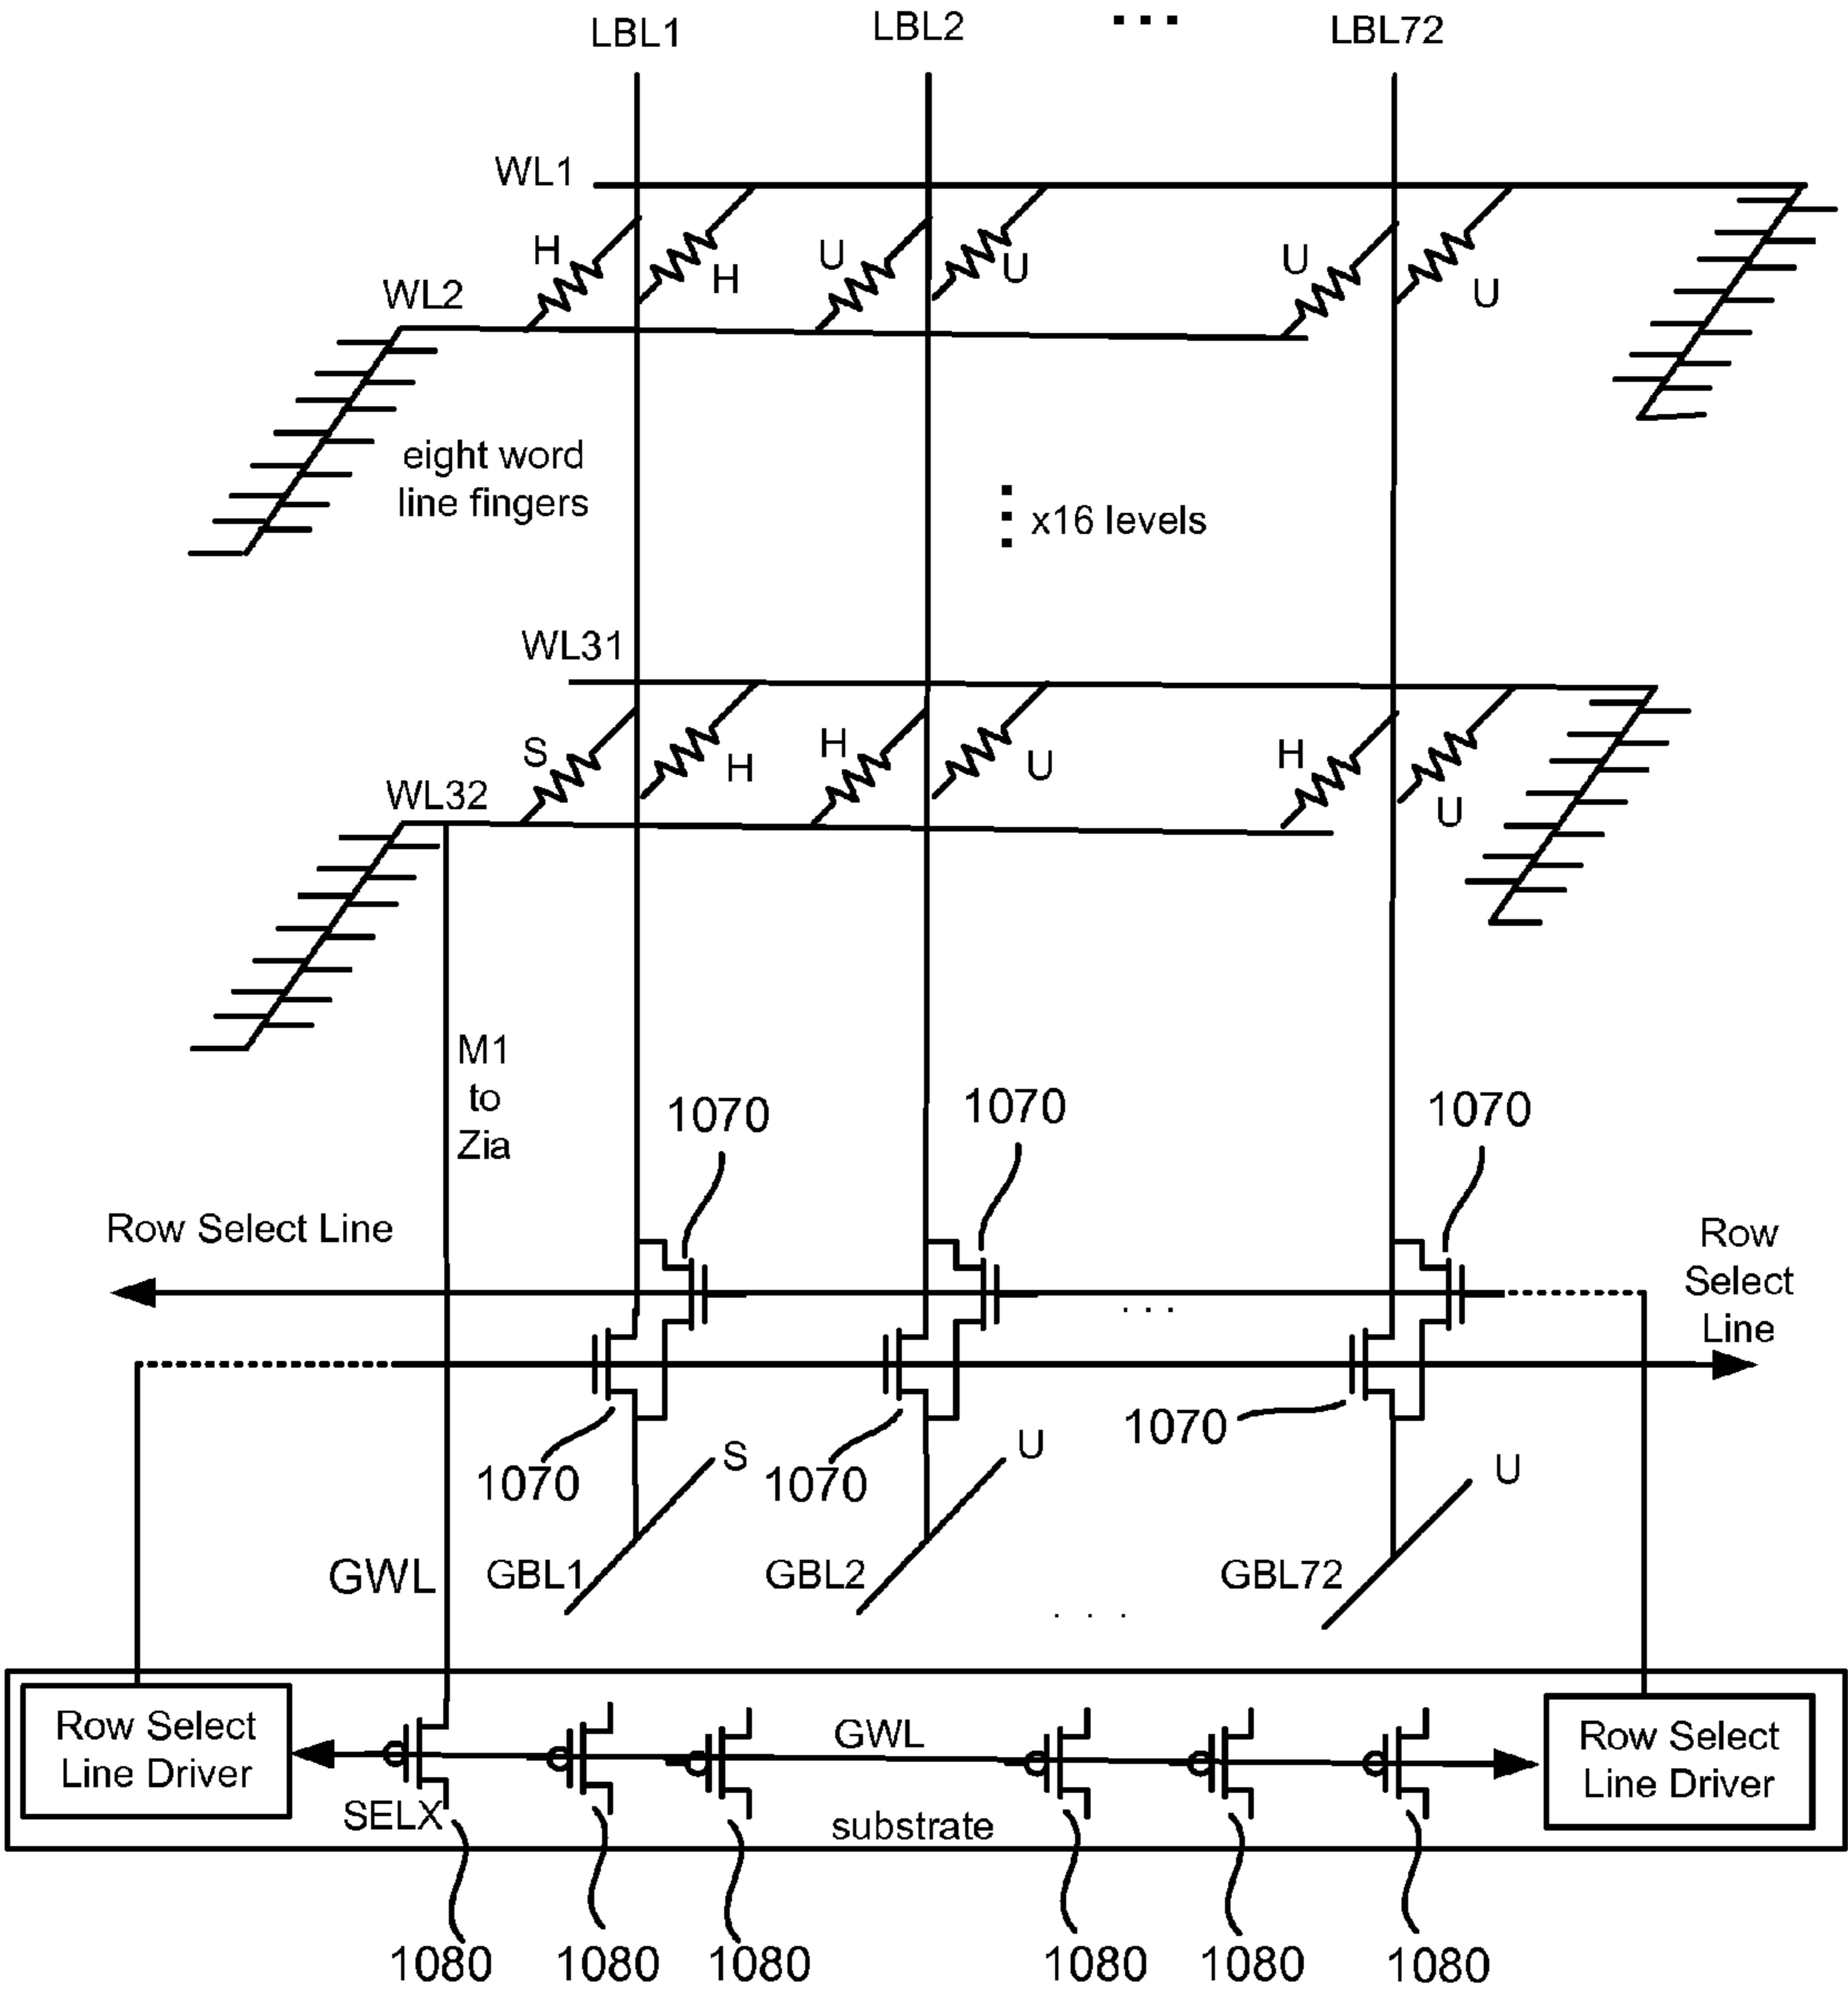 LBL1
LBL2
...
LBL72
WL1
H
H
U
U
U
U
WL2
eight word
line fingers
x16 levels
WL31
S
H
H
U
H
U
WL32
M1
to
Zia
1070
1070
1070
Row Select Line
Row
Select
Line
...
1070
1070
1070
S
U
U
GWL
GBL1
GBL2
GBL72
...
Row Select
Line Driver
GWL
Row Select
Line Driver
SELX
substrate
1080
1080
1080
1080
1080
1080